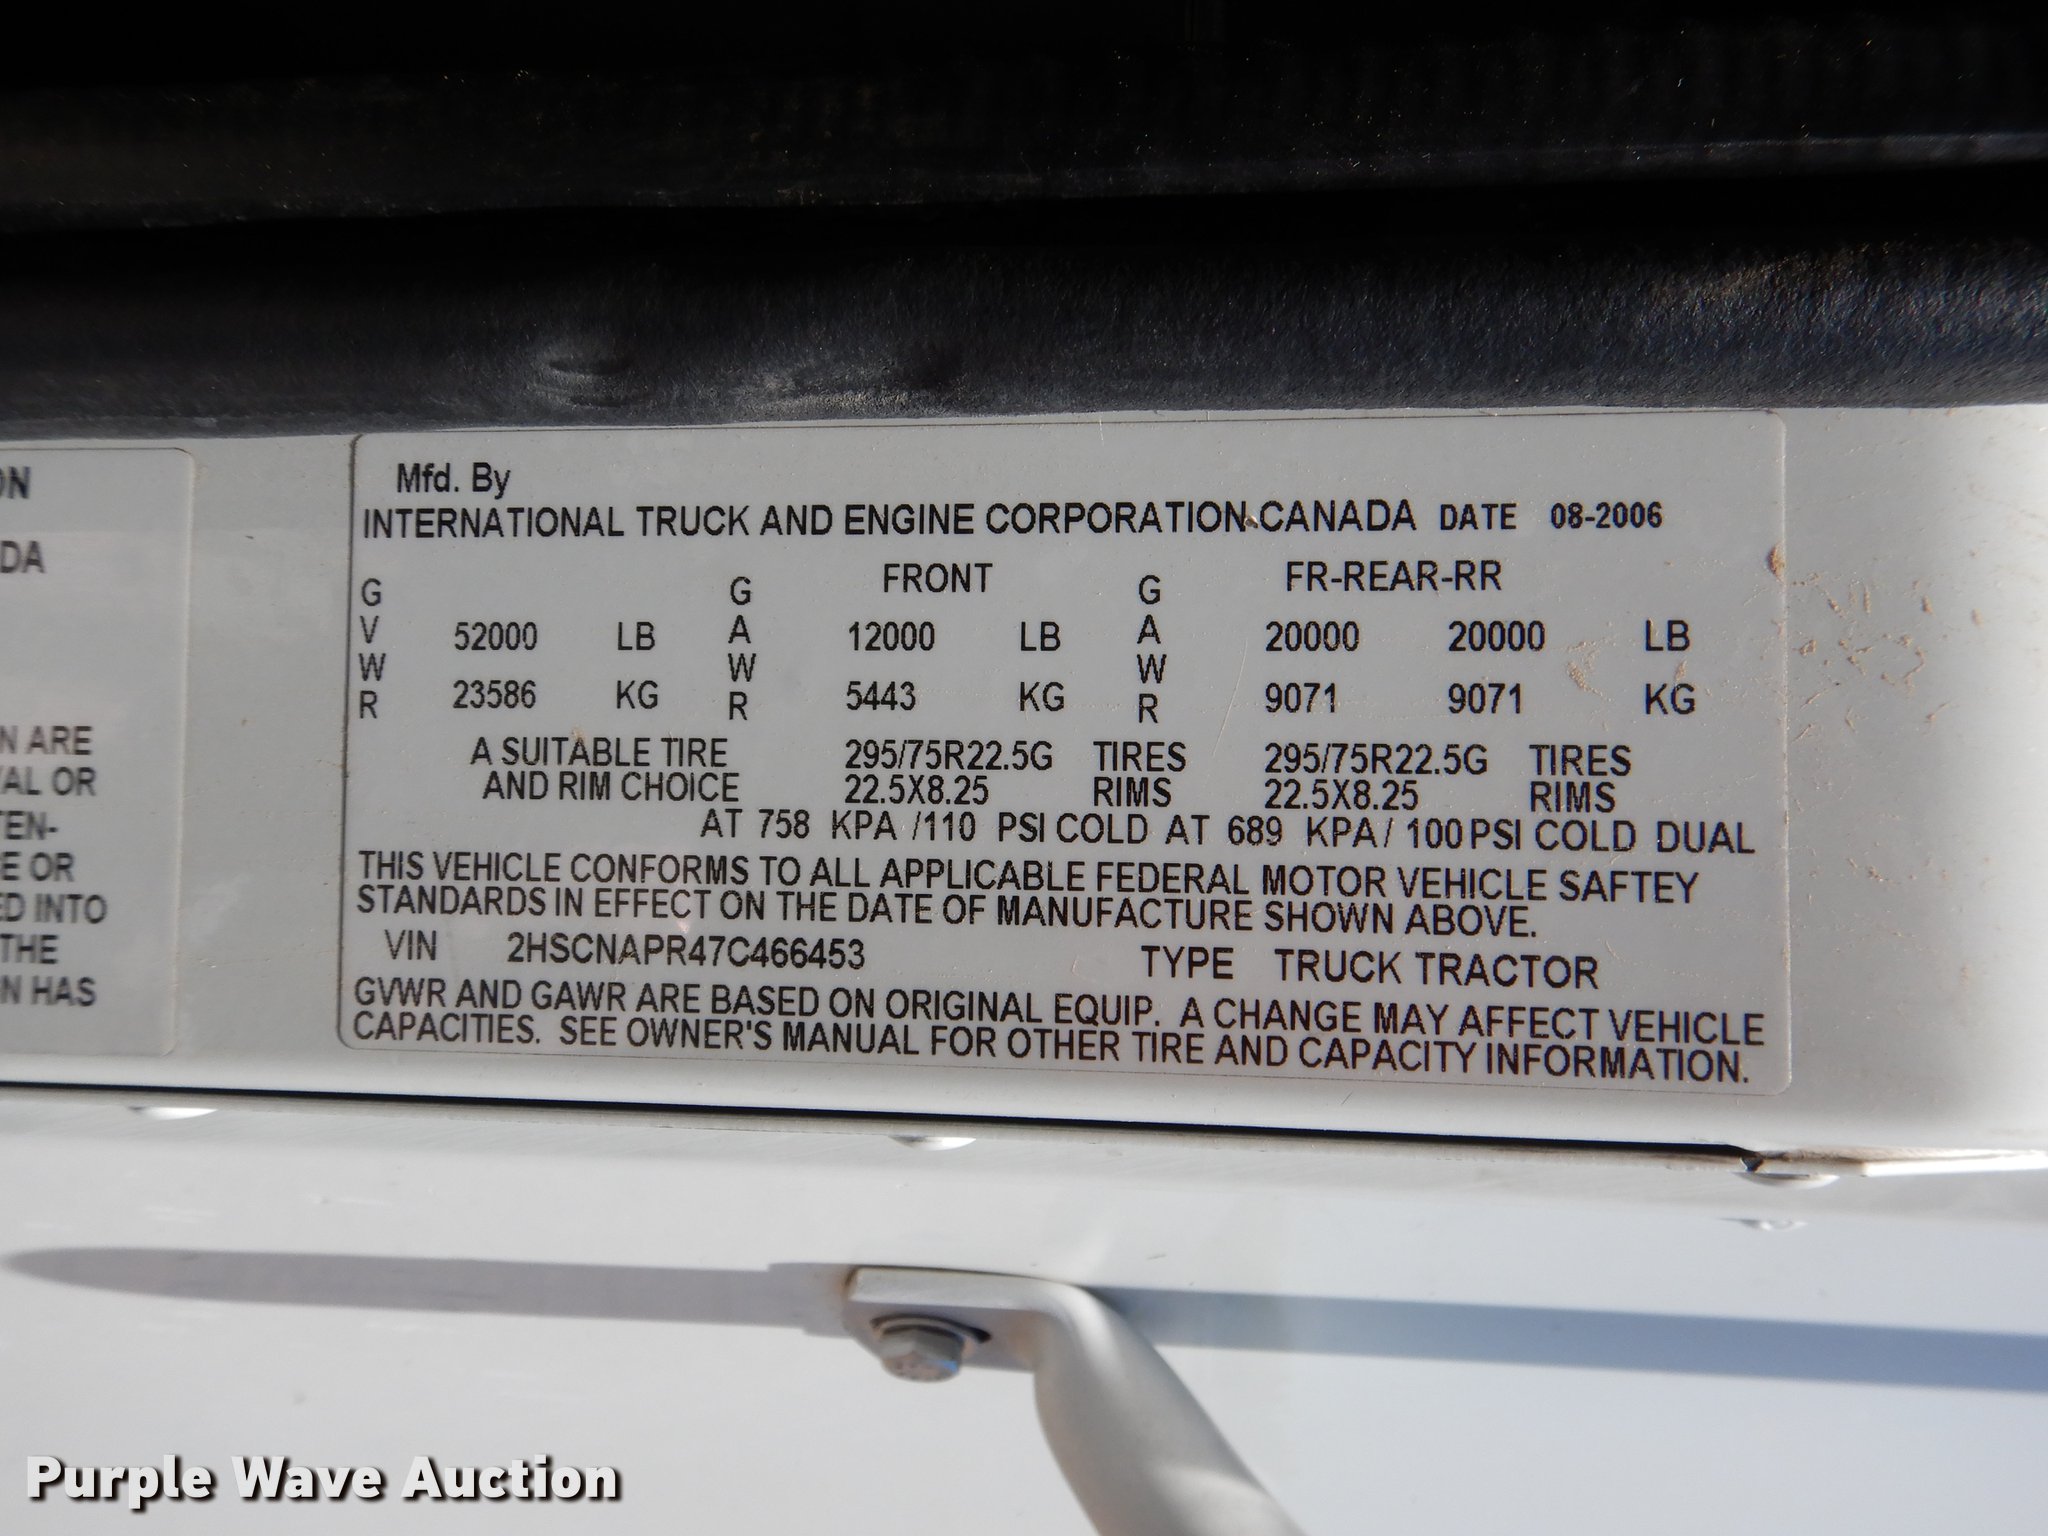 ON
DA
N ARE
VAL OR
TEN-
E OR
ED INTO
THE
N HAS
Mfd. By
INTERNATIONAL TRUCK AND ENGINE CORPORATION-CANADA DATE 08-2006
GVWR 52000 LB 23586 KG
GAWR FRONT 12000 LB 5443 KG
GAWR FR-REAR-RR 20000 20000 LB 9071 9071 KG
A SUITABLE TIRE 295/75R22.5G TIRES 295/75R22.5G TIRES
AND RIM CHOICE 22.5X8.25 RIMS 22.5X8.25 RIMS
AT 758 KPA /110 PSI COLD AT 689 KPA/ 100 PSI COLD DUAL
THIS VEHICLE CONFORMS TO ALL APPLICABLE FEDERAL MOTOR VEHICLE SAFTEY
STANDARDS IN EFFECT ON THE DATE OF MANUFACTURE SHOWN ABOVE.
VIN 2HSCNAPR47C466453 TYPE TRUCK TRACTOR
GVWR AND GAWR ARE BASED ON ORIGINAL EQUIP. A CHANGE MAY AFFECT VEHICLE
CAPACITIES. SEE OWNER'S MANUAL FOR OTHER TIRE AND CAPACITY INFORMATION.
Purple Wave Auction